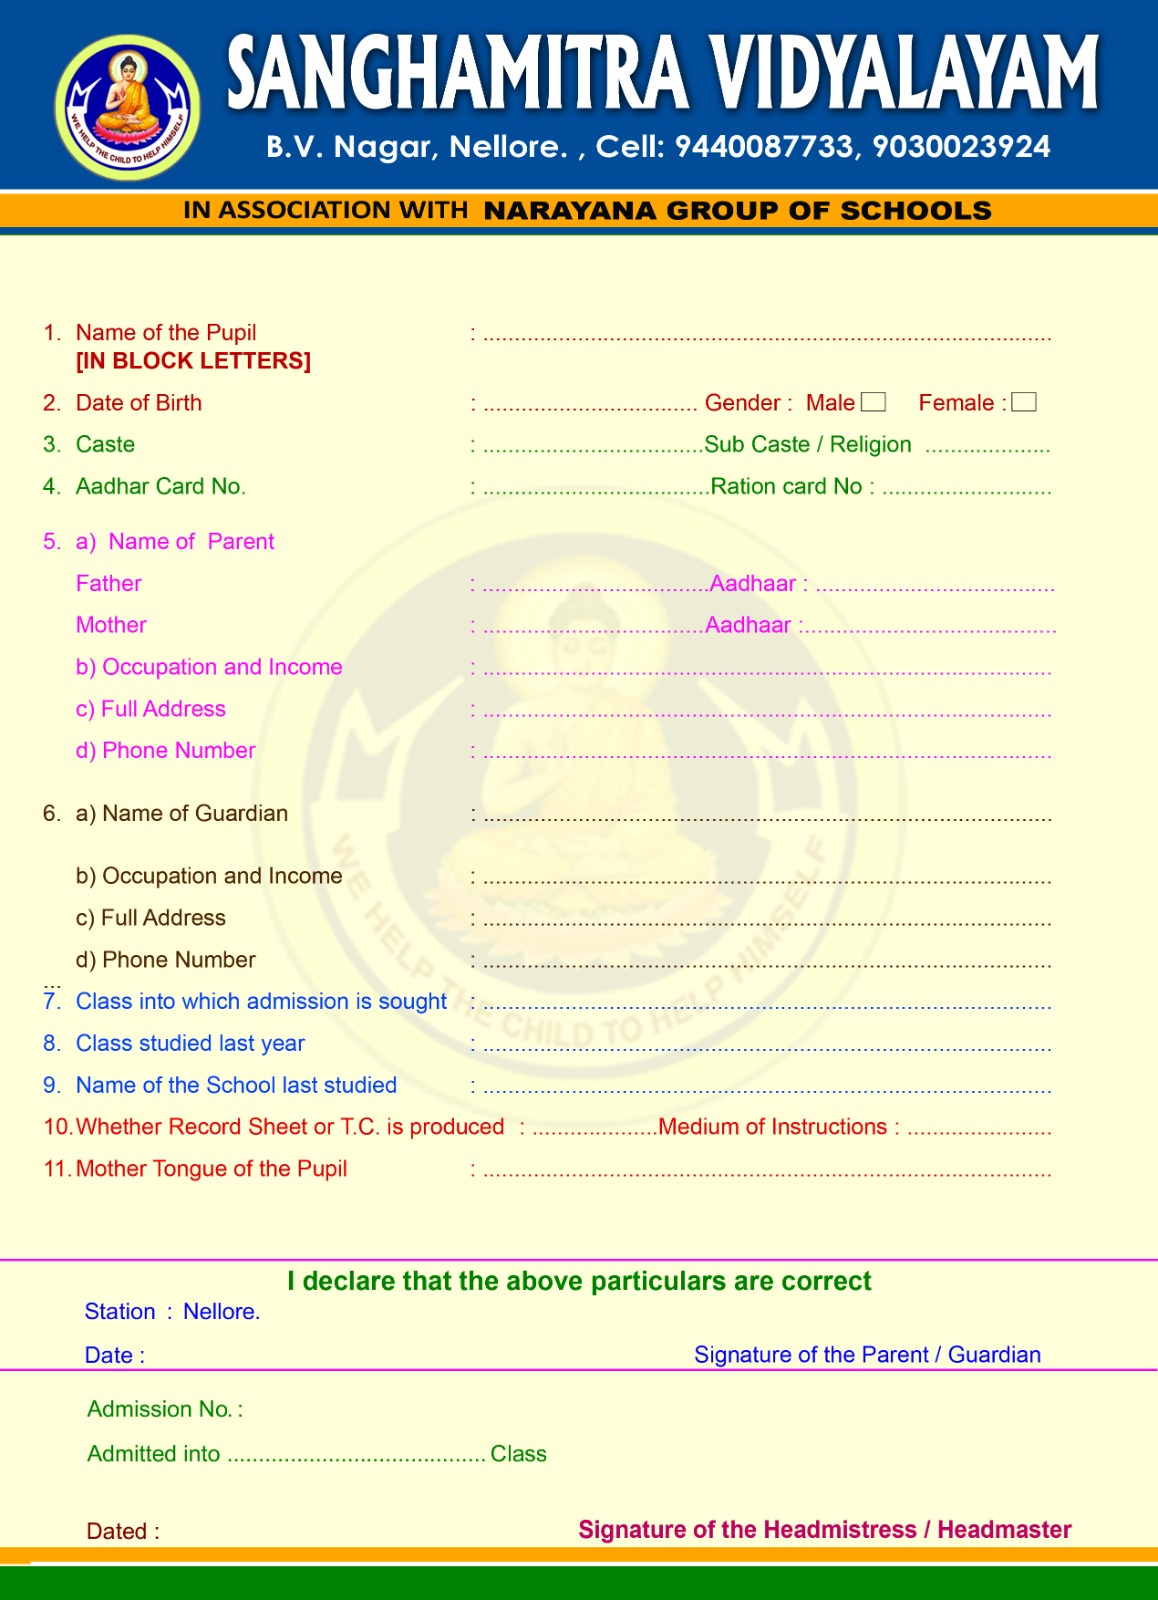 SANGHAMITRA VIDYALAYAM
WE HELP THE CHILD TO HELP HIMSELF
B.V. Nagar, Nellore. , Cell: 9440087733, 9030023924
IN ASSOCIATION WITH NARAYANA GROUP OF SCHOOLS
1. Name of the Pupil : ..........................................................................................
[IN BLOCK LETTERS]
2. Date of Birth : .................................. Gender : Male Female :
3. Caste : ...................................Sub Caste / Religion ....................
4. Aadhar Card No. : ....................................Ration card No : ...........................
5. a) Name of Parent
Father : ....................................Aadhaar : ......................................
Mother : ...................................Aadhaar :........................................
b) Occupation and Income : ..........................................................................................
c) Full Address : ..........................................................................................
d) Phone Number : ..........................................................................................
6. a) Name of Guardian : ..........................................................................................
b) Occupation and Income : ..........................................................................................
c) Full Address : ..........................................................................................
d) Phone Number : ..........................................................................................
...
7. Class into which admission is sought : ..........................................................................................
8. Class studied last year : ..........................................................................................
9. Name of the School last studied : ..........................................................................................
WE HELP THE CHILD TO HELP HIMSELF
10. Whether Record Sheet or T.C. is produced : ....................Medium of Instructions : .......................
11. Mother Tongue of the Pupil : ..........................................................................................
I declare that the above particulars are correct
Station : Nellore.
Date : Signature of the Parent / Guardian
Admission No. :
Admitted into ......................................... Class
Dated : Signature of the Headmistress / Headmaster